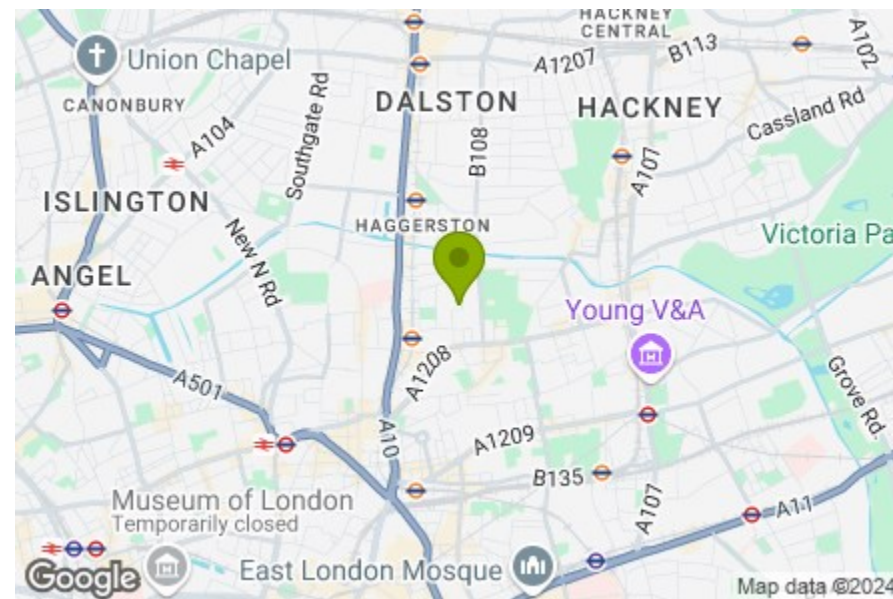 HACKNEY
CENTRAL
A102
Union Chapel
A1207
B113
CANONBURY
A104
Southgate Rd
DALSTON
HACKNEY
Cassland Rd
B108
A107
ISLINGTON
HAGGERSTON
New N Rd
Victoria Pa
ANGEL
Young V&A
A1208
Grove Rd.
A501
A10
A1209
B135
A107
A11
Museum of London
Temporarily closed
East London Mosque
Google
Map data ©2024